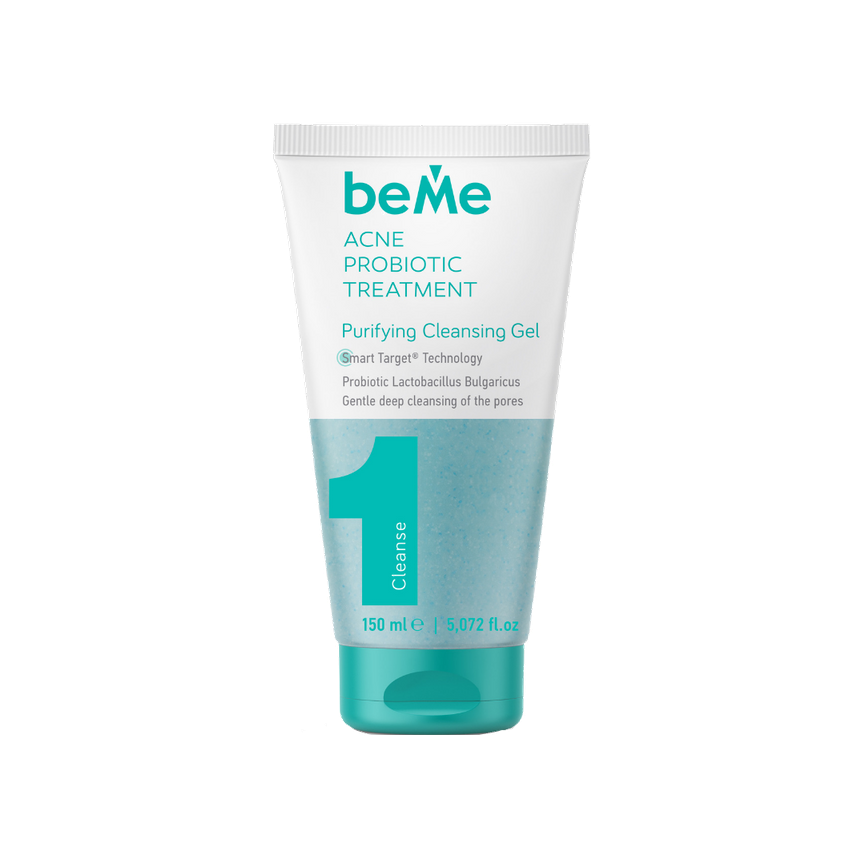 beMe
ACNE
PROBIOTIC
TREATMENT
Purifying Cleansing Gel
Smart Target® Technology
Probiotic Lactobacillus Bulgaricus
Gentle deep cleansing of the pores
1
Cleanse
150 ml ℮ | 5,072 fl.oz